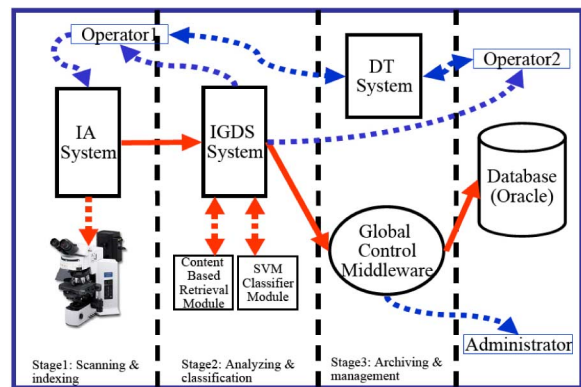 Operator1
DT
System
Operator2
IA
System
IGDS
System
Database
(Oracle)
Content
Based
Retrieval
Module
SVM
Classifier
Module
Global
Control
Middleware
Administrator
Stage1: Scanning &
indexing
Stage2: Analyzing &
classification
Stage3: Archiving &
management